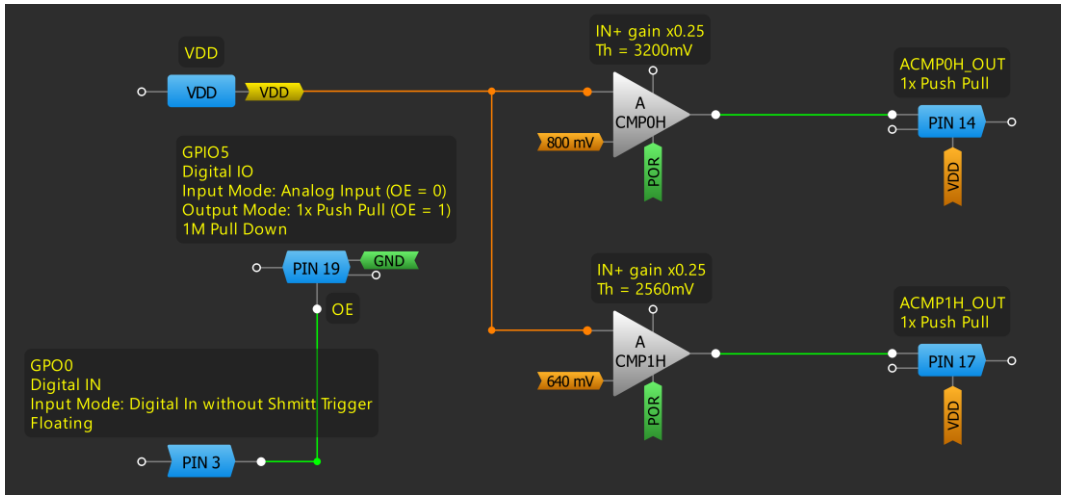 VDD
VDD
VDD
IN+ gain x0.25
Th = 3200mV
A
CMP0H
800 mV
POR
ACMP0H_OUT
1x Push Pull
PIN 14
VDD
GPIO5
Digital IO
Input Mode: Analog Input (OE = 0)
Output Mode: 1x Push Pull (OE = 1)
1M Pull Down
PIN 19
GND
OE
IN+ gain x0.25
Th = 2560mV
A
CMP1H
640 mV
POR
ACMP1H_OUT
1x Push Pull
PIN 17
VDD
GPO0
Digital IN
Input Mode: Digital In without Shmitt Trigger
Floating
PIN 3